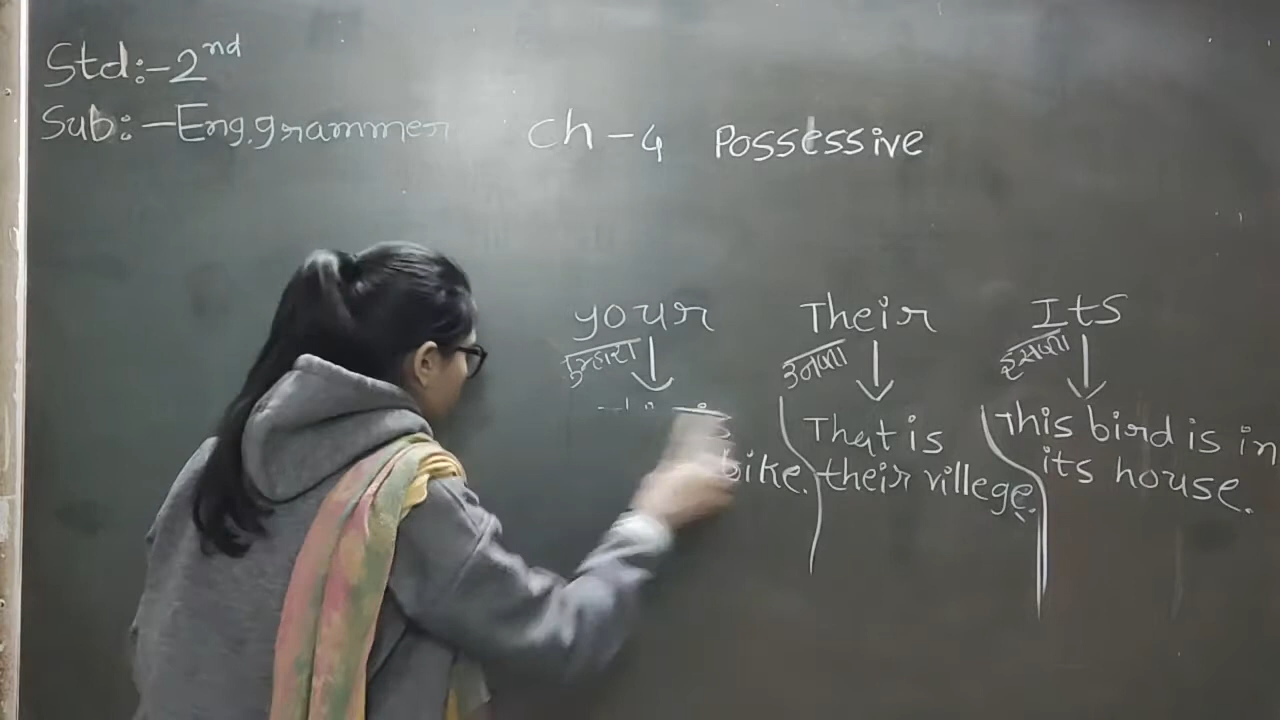 Std:-2nd
Sub:-Eng.grammer
Ch-4 Possessive
your Their Its
तुम्हारा उनका इसका
bike.
That is
their villege.
This bird is in
its house.